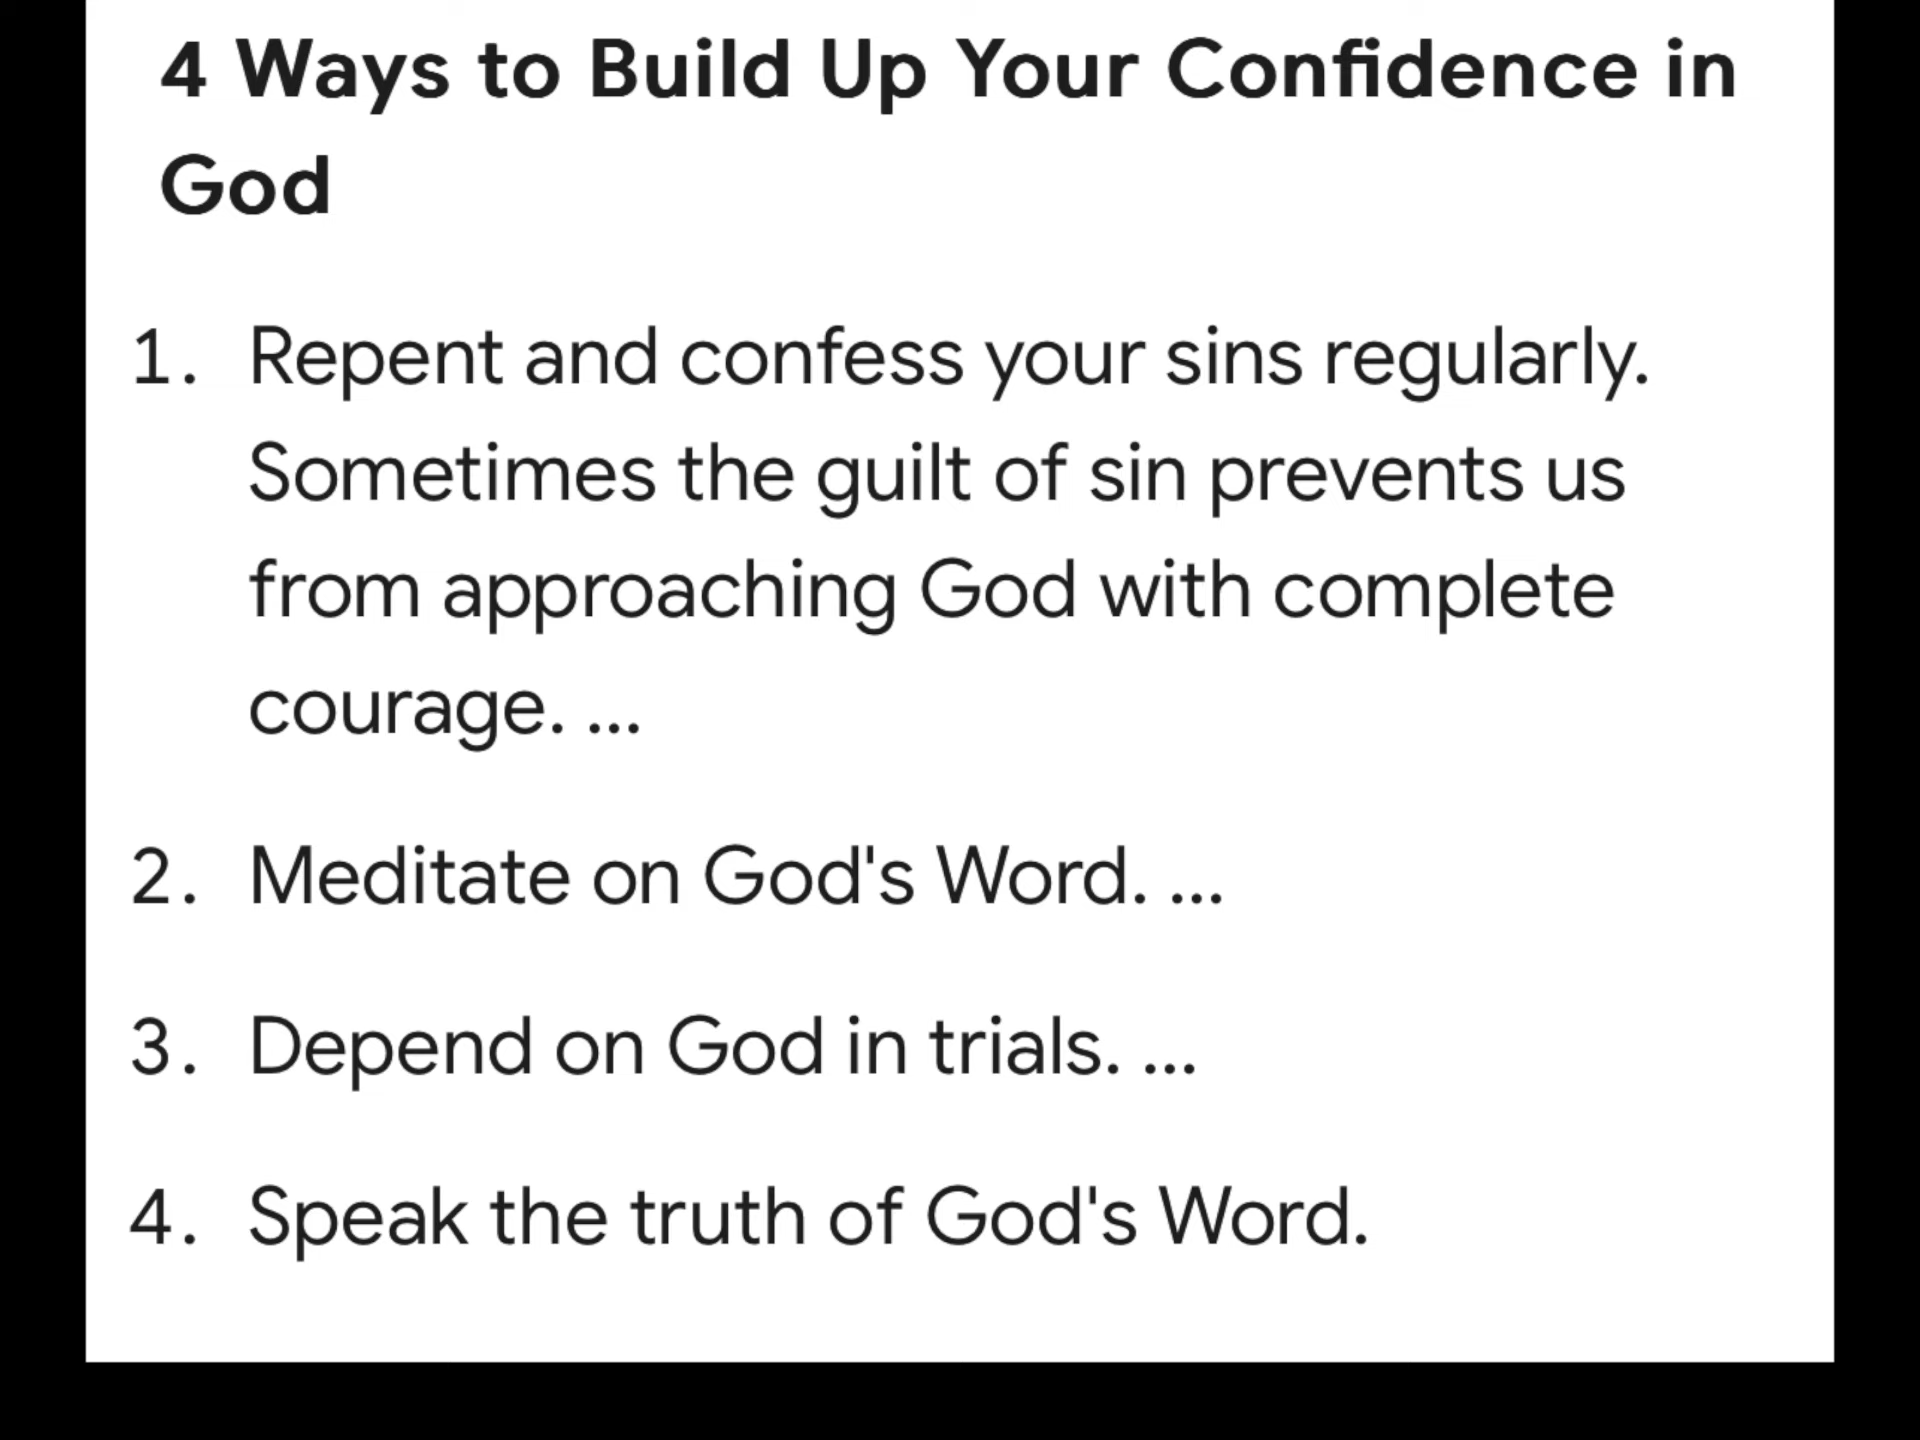 4 Ways to Build Up Your Confidence in
God
1. Repent and confess your sins regularly.
Sometimes the guilt of sin prevents us
from approaching God with complete
courage. ...
2. Meditate on God's Word. ...
3. Depend on God in trials. ...
4. Speak the truth of God's Word.